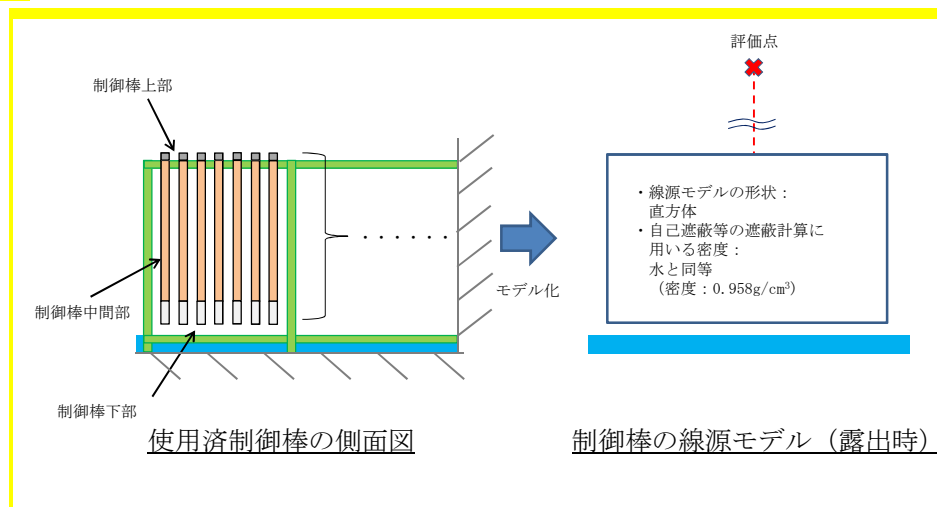 制御棒上部
制御棒中間部
制御棒下部
・・・・・・
使用済制御棒の側面図
モデル化
評価点
・線源モデルの形状：
直方体
・自己遮蔽等の遮蔽計算に
用いる密度：
水と同等
（密度：0.958g/cm³）
制御棒の線源モデル（露出時）